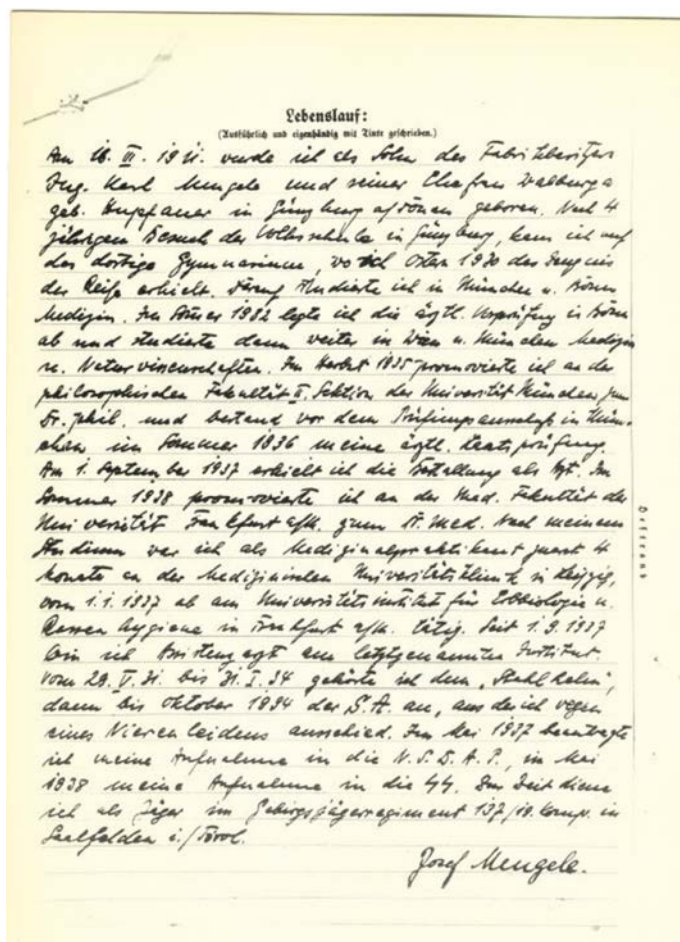 Lebenslauf:
(Ausführlich und eigenhändig mit Tinte geschrieben.)
Am 16. III. 1911. wurde ich als Sohn des Fabrikbesitzers
Ing. Karl Mengele und seiner Ehefrau Walburga
geb. Hupfauer in Günzburg a/Donau geboren. Nach 4
jährigem Besuch der Volksschule in Günzburg, kam ich auf
das dortige Gymnasium, wo ich Ostern 1930 das Zeugnis
der Reife erhielt. Darauf studierte ich in München u. Bonn
Medizin. Im Sommer 1932 legte ich die ärztl. Vorprüfung in Bonn
ab und studierte dann weiter in Wien u. München Medizin
u. Naturwissenschaften. Im Herbst 1935 promovierte ich an der
philosophischen Fakultät II. Sektion der Universität München zum
Dr. phil. und bestand vor dem Prüfungsausschuß in Mün-
chen im Sommer 1936 meine ärztl. Staatsprüfung.
Am 1. September 1937 erhielt ich die Bestallung als Arzt. Im
Sommer 1938 promovierte ich an der Med. Fakultät der
Universität Frankfurt a/M. zum Dr. med. Nach meinem
Studium war ich als Medizinalpraktikant zuerst 4
Monate an der Medizinischen Universitätsklinik in Leipzig,
vom 1.1.1937 ab am Universitätsinstitut für Erbbiologie u.
Rassenhygiene in Frankfurt a/M. tätig. Seit 1.9.1937
bin ich Assistenzarzt am letztgenannten Institut.
Vom 29. V. 31. bis 31. I. 34 gehörte ich dem "Stahlhelm",
dann bis Oktober 1934 der S.A. an, aus der ich wegen
eines Nierenleidens ausschied. Im Mai 1937 beantragte
ich meine Aufnahme in die N.S.D.A.P., im Mai
1938 meine Aufnahme in die SS. Zur Zeit diene
ich als Jäger im Gebirgsjägerregiment 137/19. Komp. in
Saalfelden i./Tirol.
Josef Mengele.
Heftrand